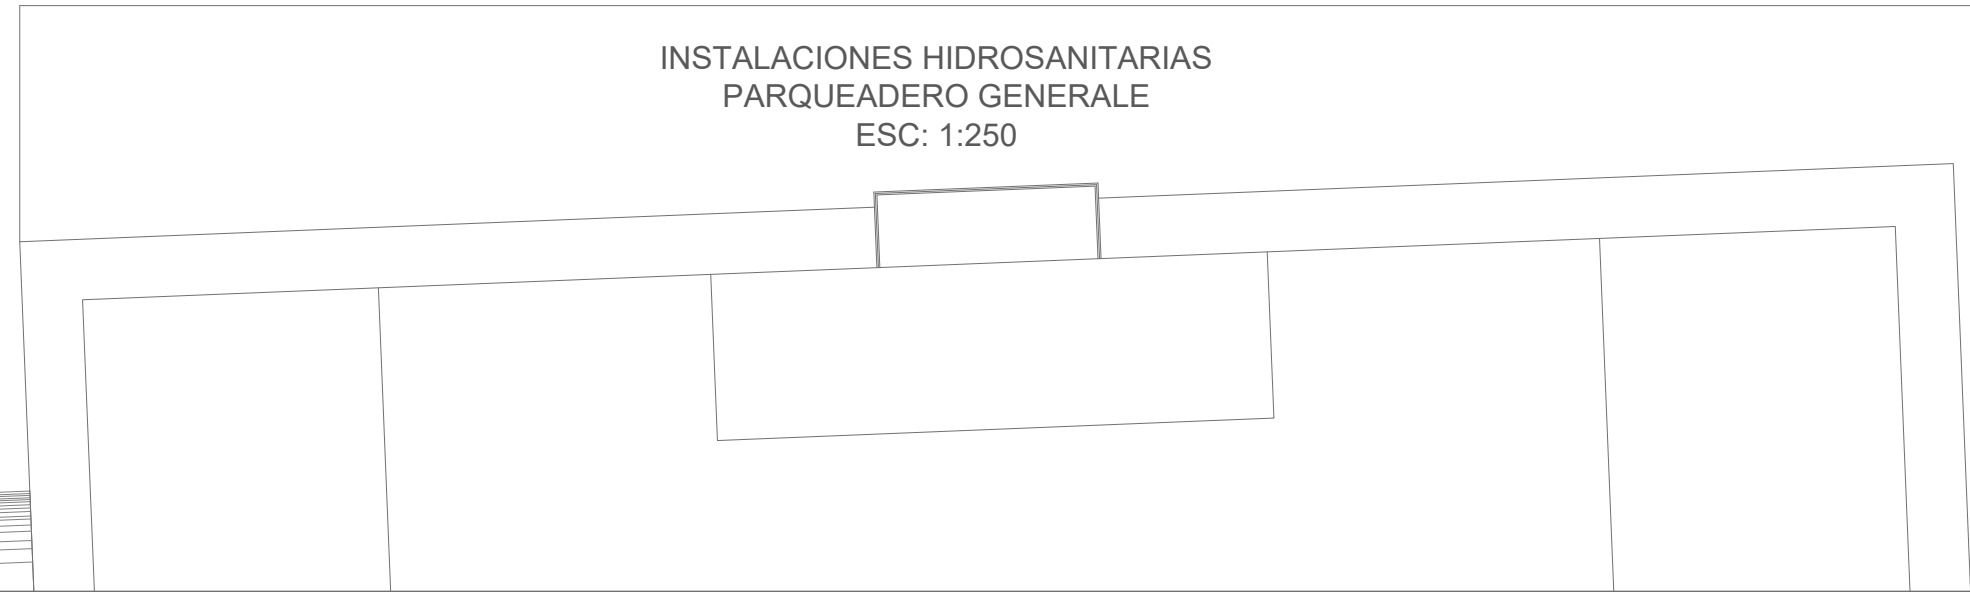 INSTALACIONES HIDROSANITARIAS
PARQUEADERO GENERALE
ESC: 1:250